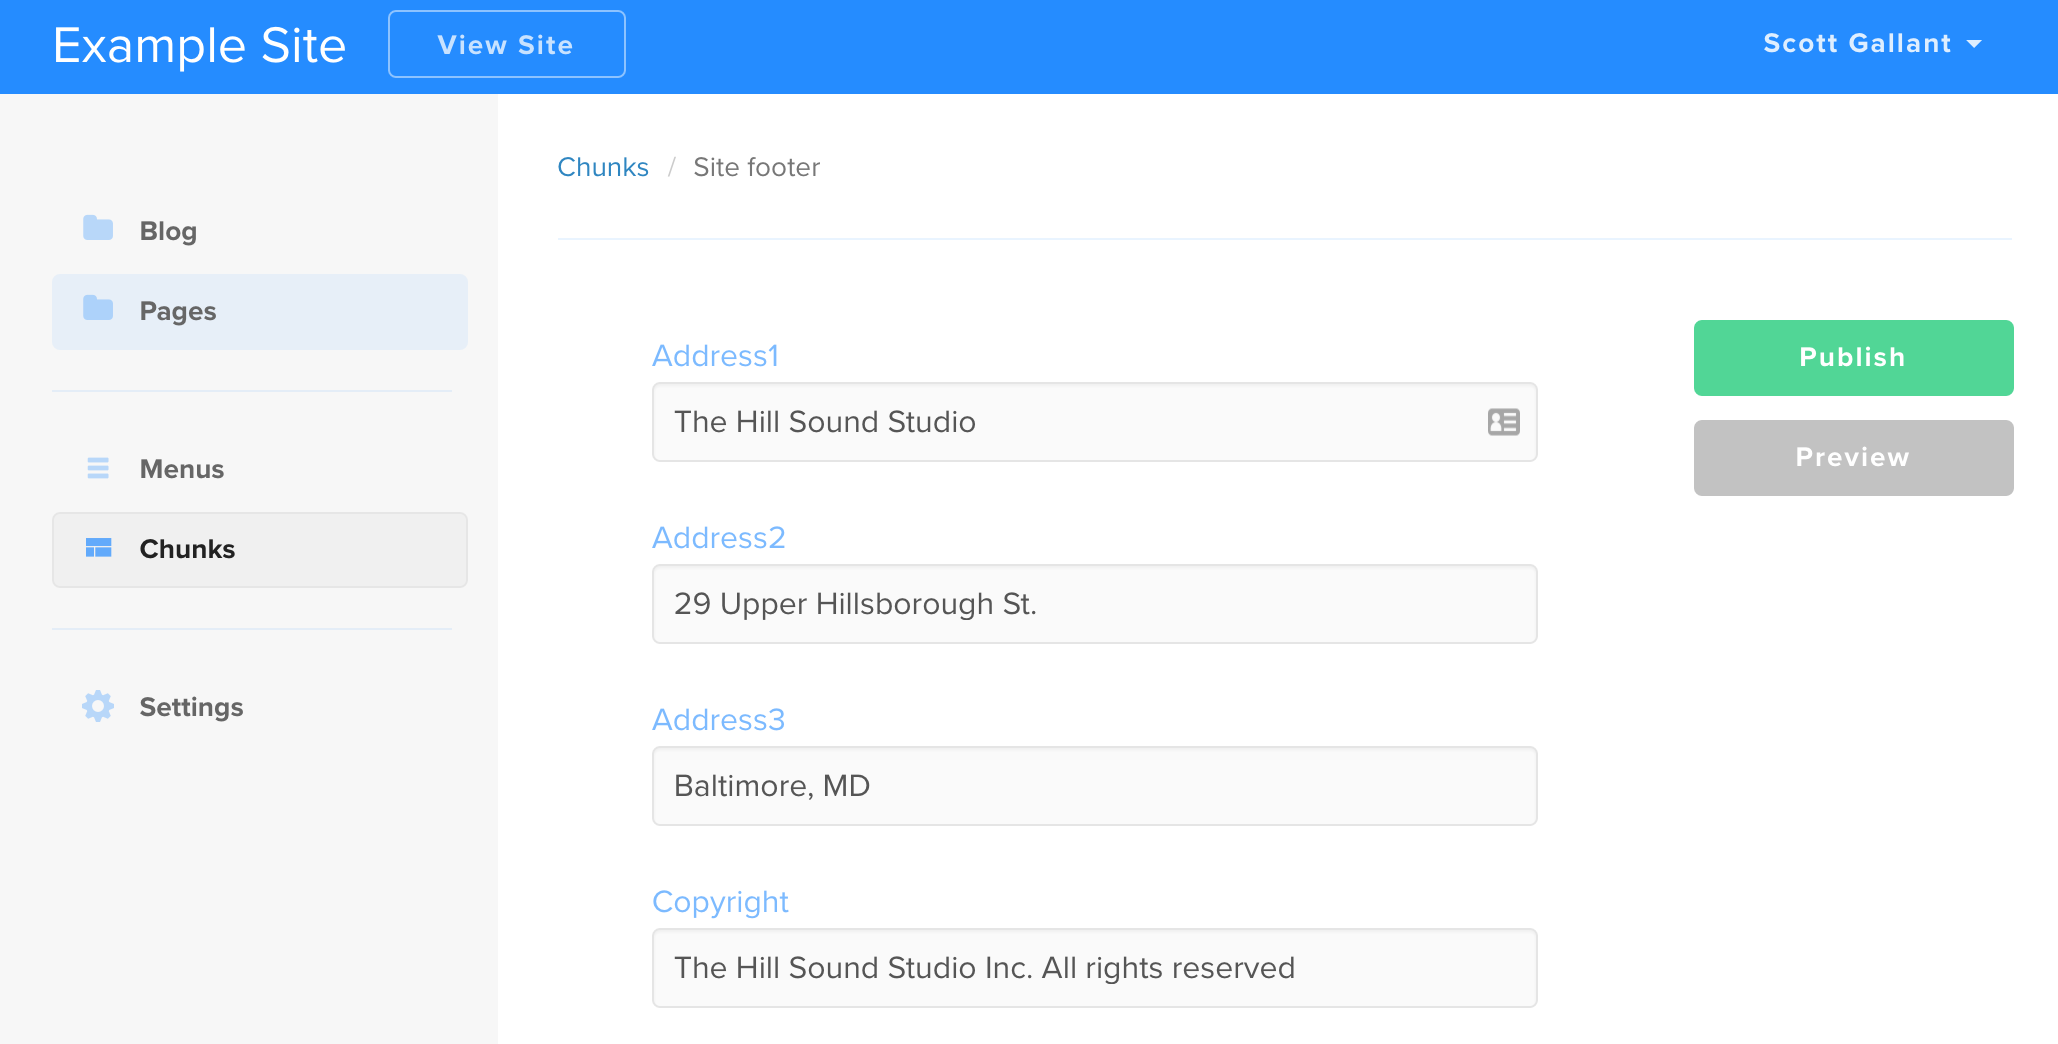 Example Site
View Site
Scott Gallant
Blog
Pages
Menus
Chunks
Settings
Chunks / Site footer
Publish
Preview
Address1
The Hill Sound Studio
Address2
29 Upper Hillsborough St.
Address3
Baltimore, MD
Copyright
The Hill Sound Studio Inc. All rights reserved